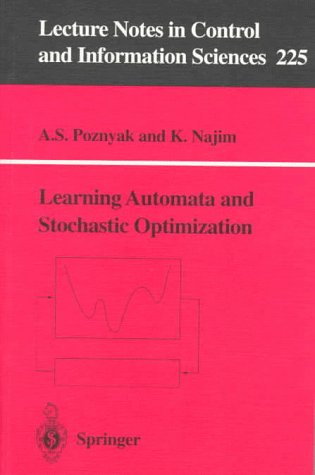 Lecture Notes in Control
and Information Sciences 225
A.S. Poznyak and K. Najim
Learning Automata and
Stochastic Optimization
Springer